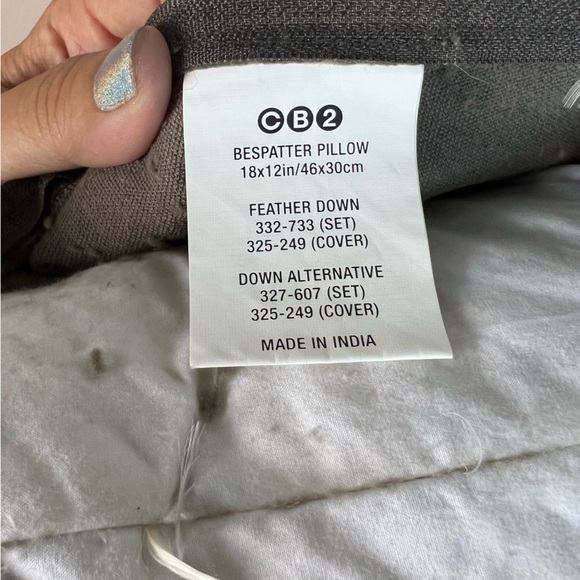 CB2
BESPATTER PILLOW
18x12in/46x30cm
FEATHER DOWN
332-733 (SET)
325-249 (COVER)
DOWN ALTERNATIVE
327-607 (SET)
325-249 (COVER)
MADE IN INDIA